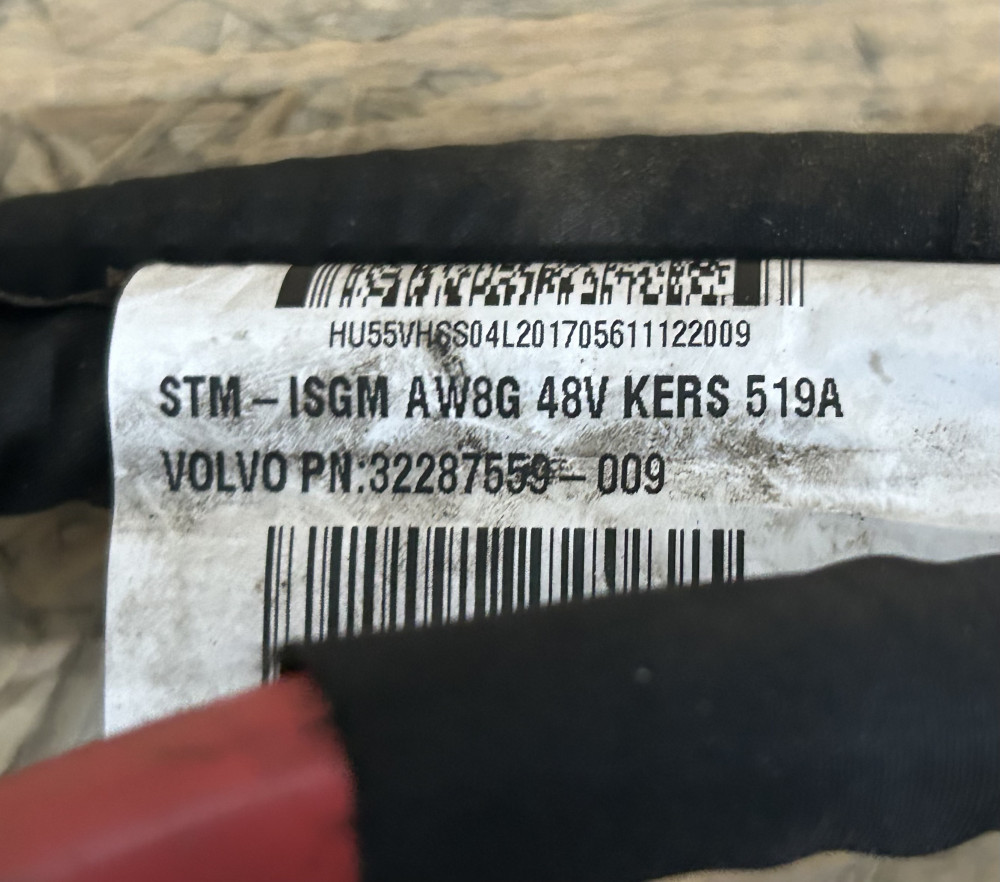 HU55VHSS04L201705611122009
STM-ISGM AW8G 48V KERS 519A
VOLVO PN:32287559-009